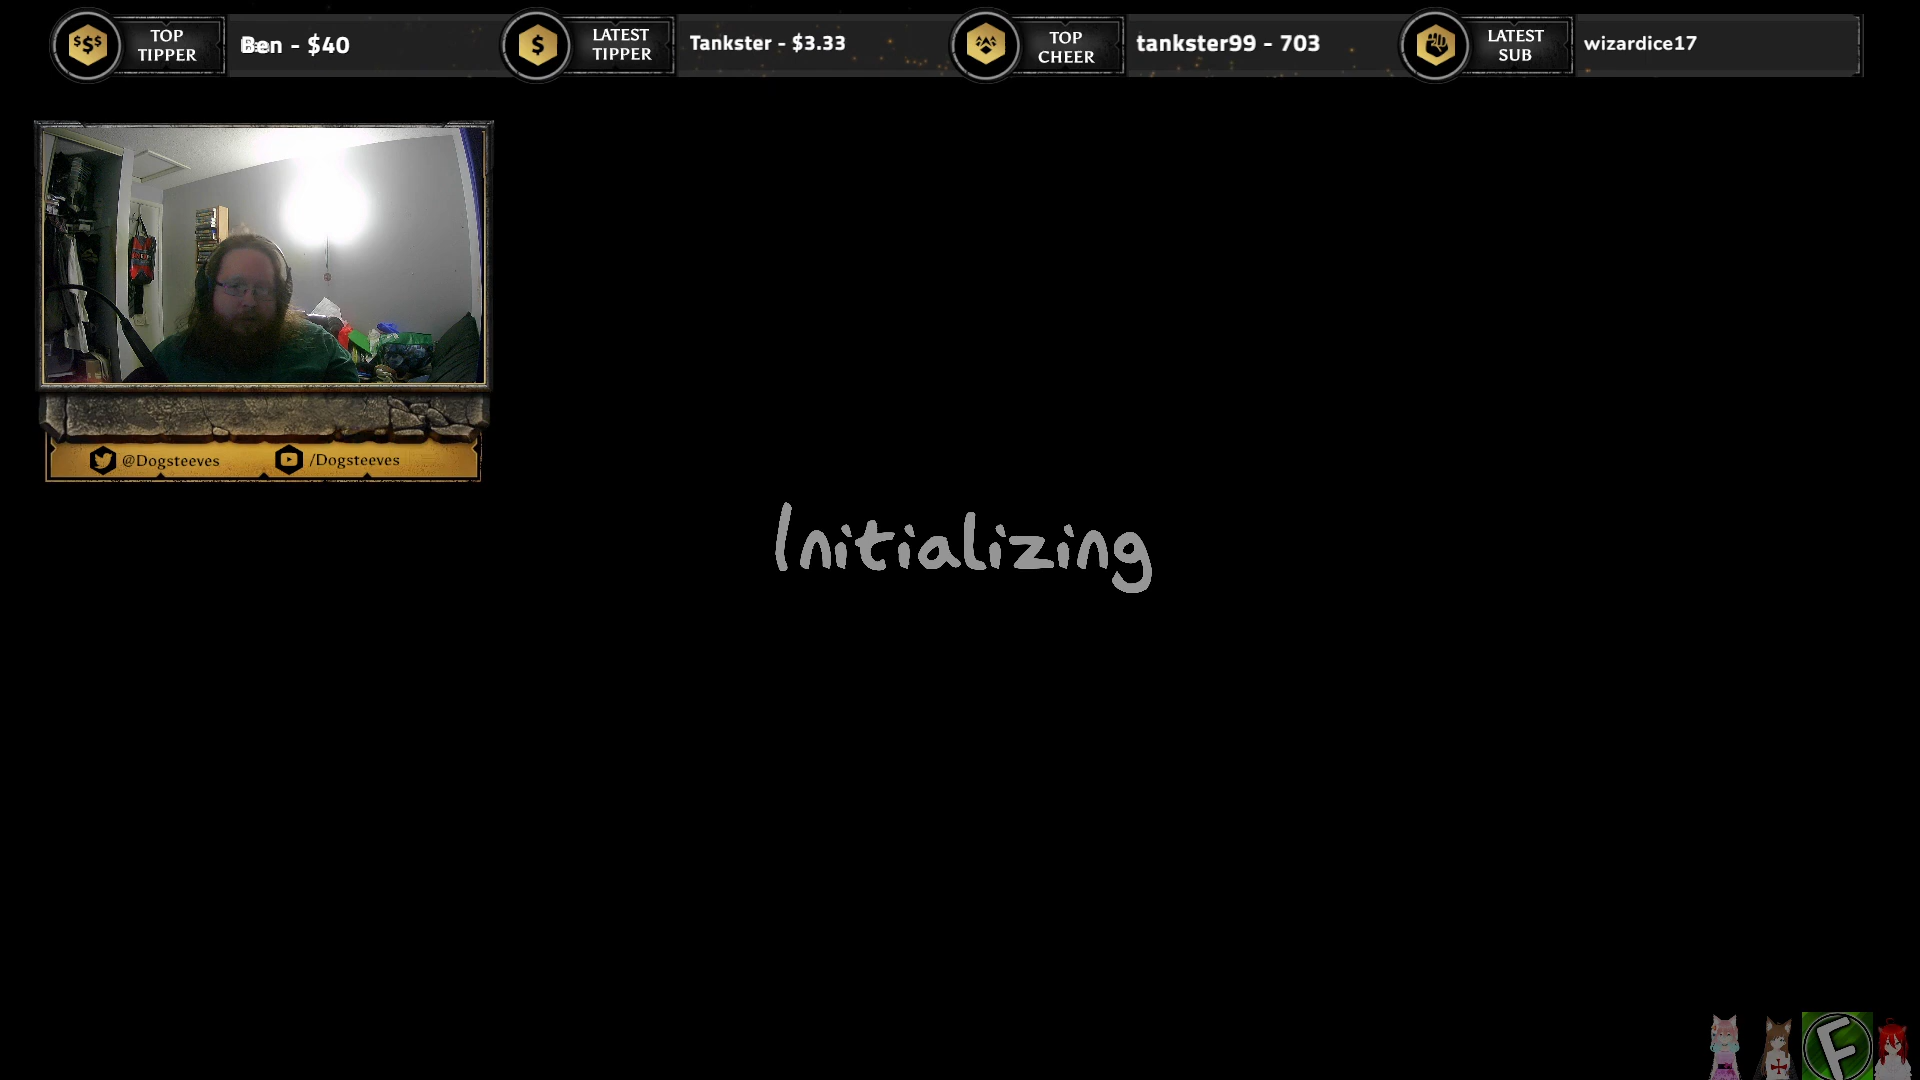 $$$ TOP TIPPER Ben - $40
$ LATEST TIPPER Tankster - $3.33
TOP CHEER tankster99 - 703
LATEST SUB wizardice17
@Dogsteeves /Dogsteeves
Initializing
F